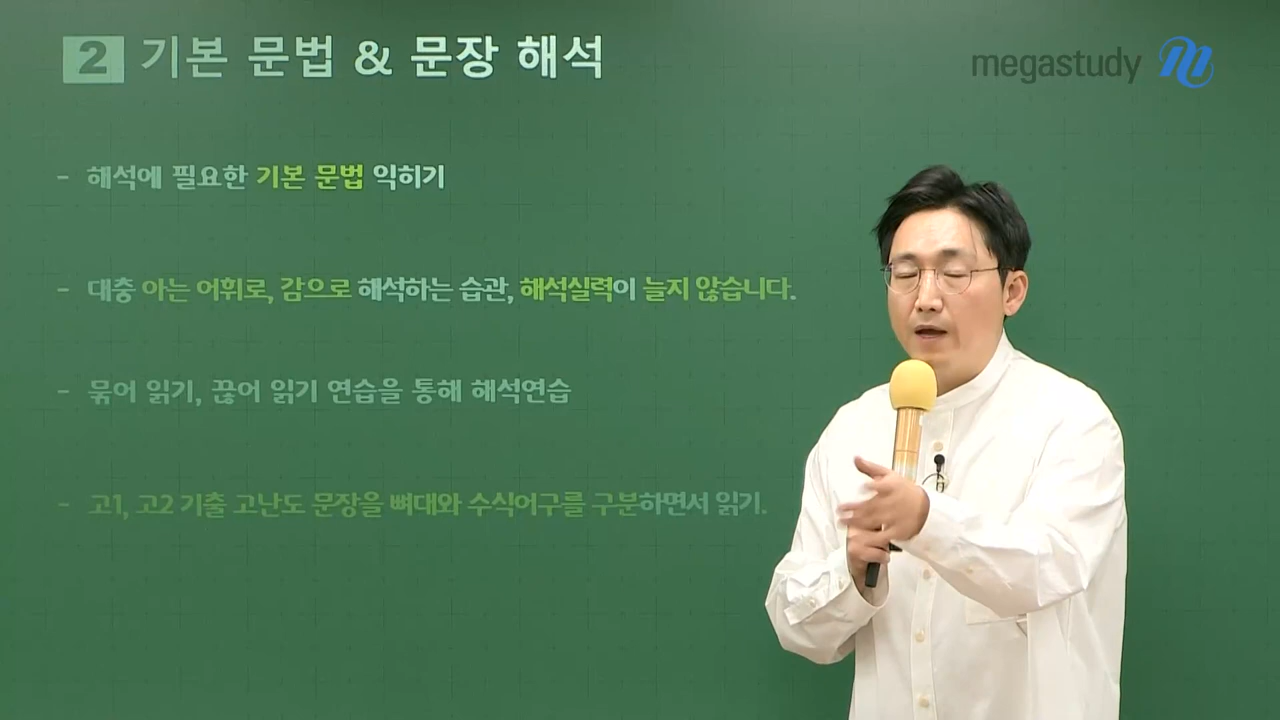 2 기본 문법 & 문장 해석
megastudy
- 해석에 필요한 기본 문법 익히기
- 대충 아는 어휘로, 감으로 해석하는 습관, 해석실력이 늘지 않습니다.
- 묶어 읽기, 끊어 읽기 연습을 통해 해석연습
- 고1, 고2 기출 고난도 문장을 뼈대와 수식어구를 구분하면서 읽기.